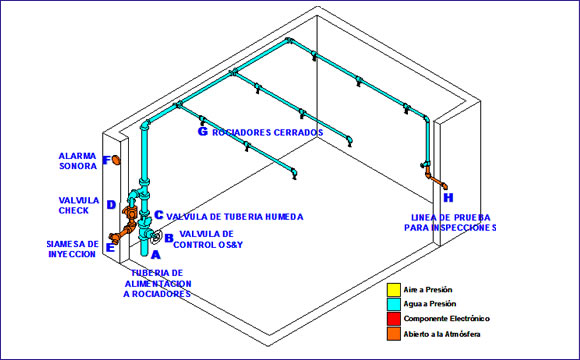 G ROCIADORES CERRADOS
ALARMA
SONORA
F
VALVULA
CHECK
D
C VALVULA DE TUBERIA HUMEDA
H
LINEA DE PRUEBA
PARA INSPECCIONES
SIAMESA DE
INYECCION
E
B
VALVULA DE
CONTROL OS&Y
A
TUBERIA DE
ALIMENTACION
A ROCIADORES
Aire a Presión
Agua a Presión
Componente Electrónico
Abierto a la Atmósfera